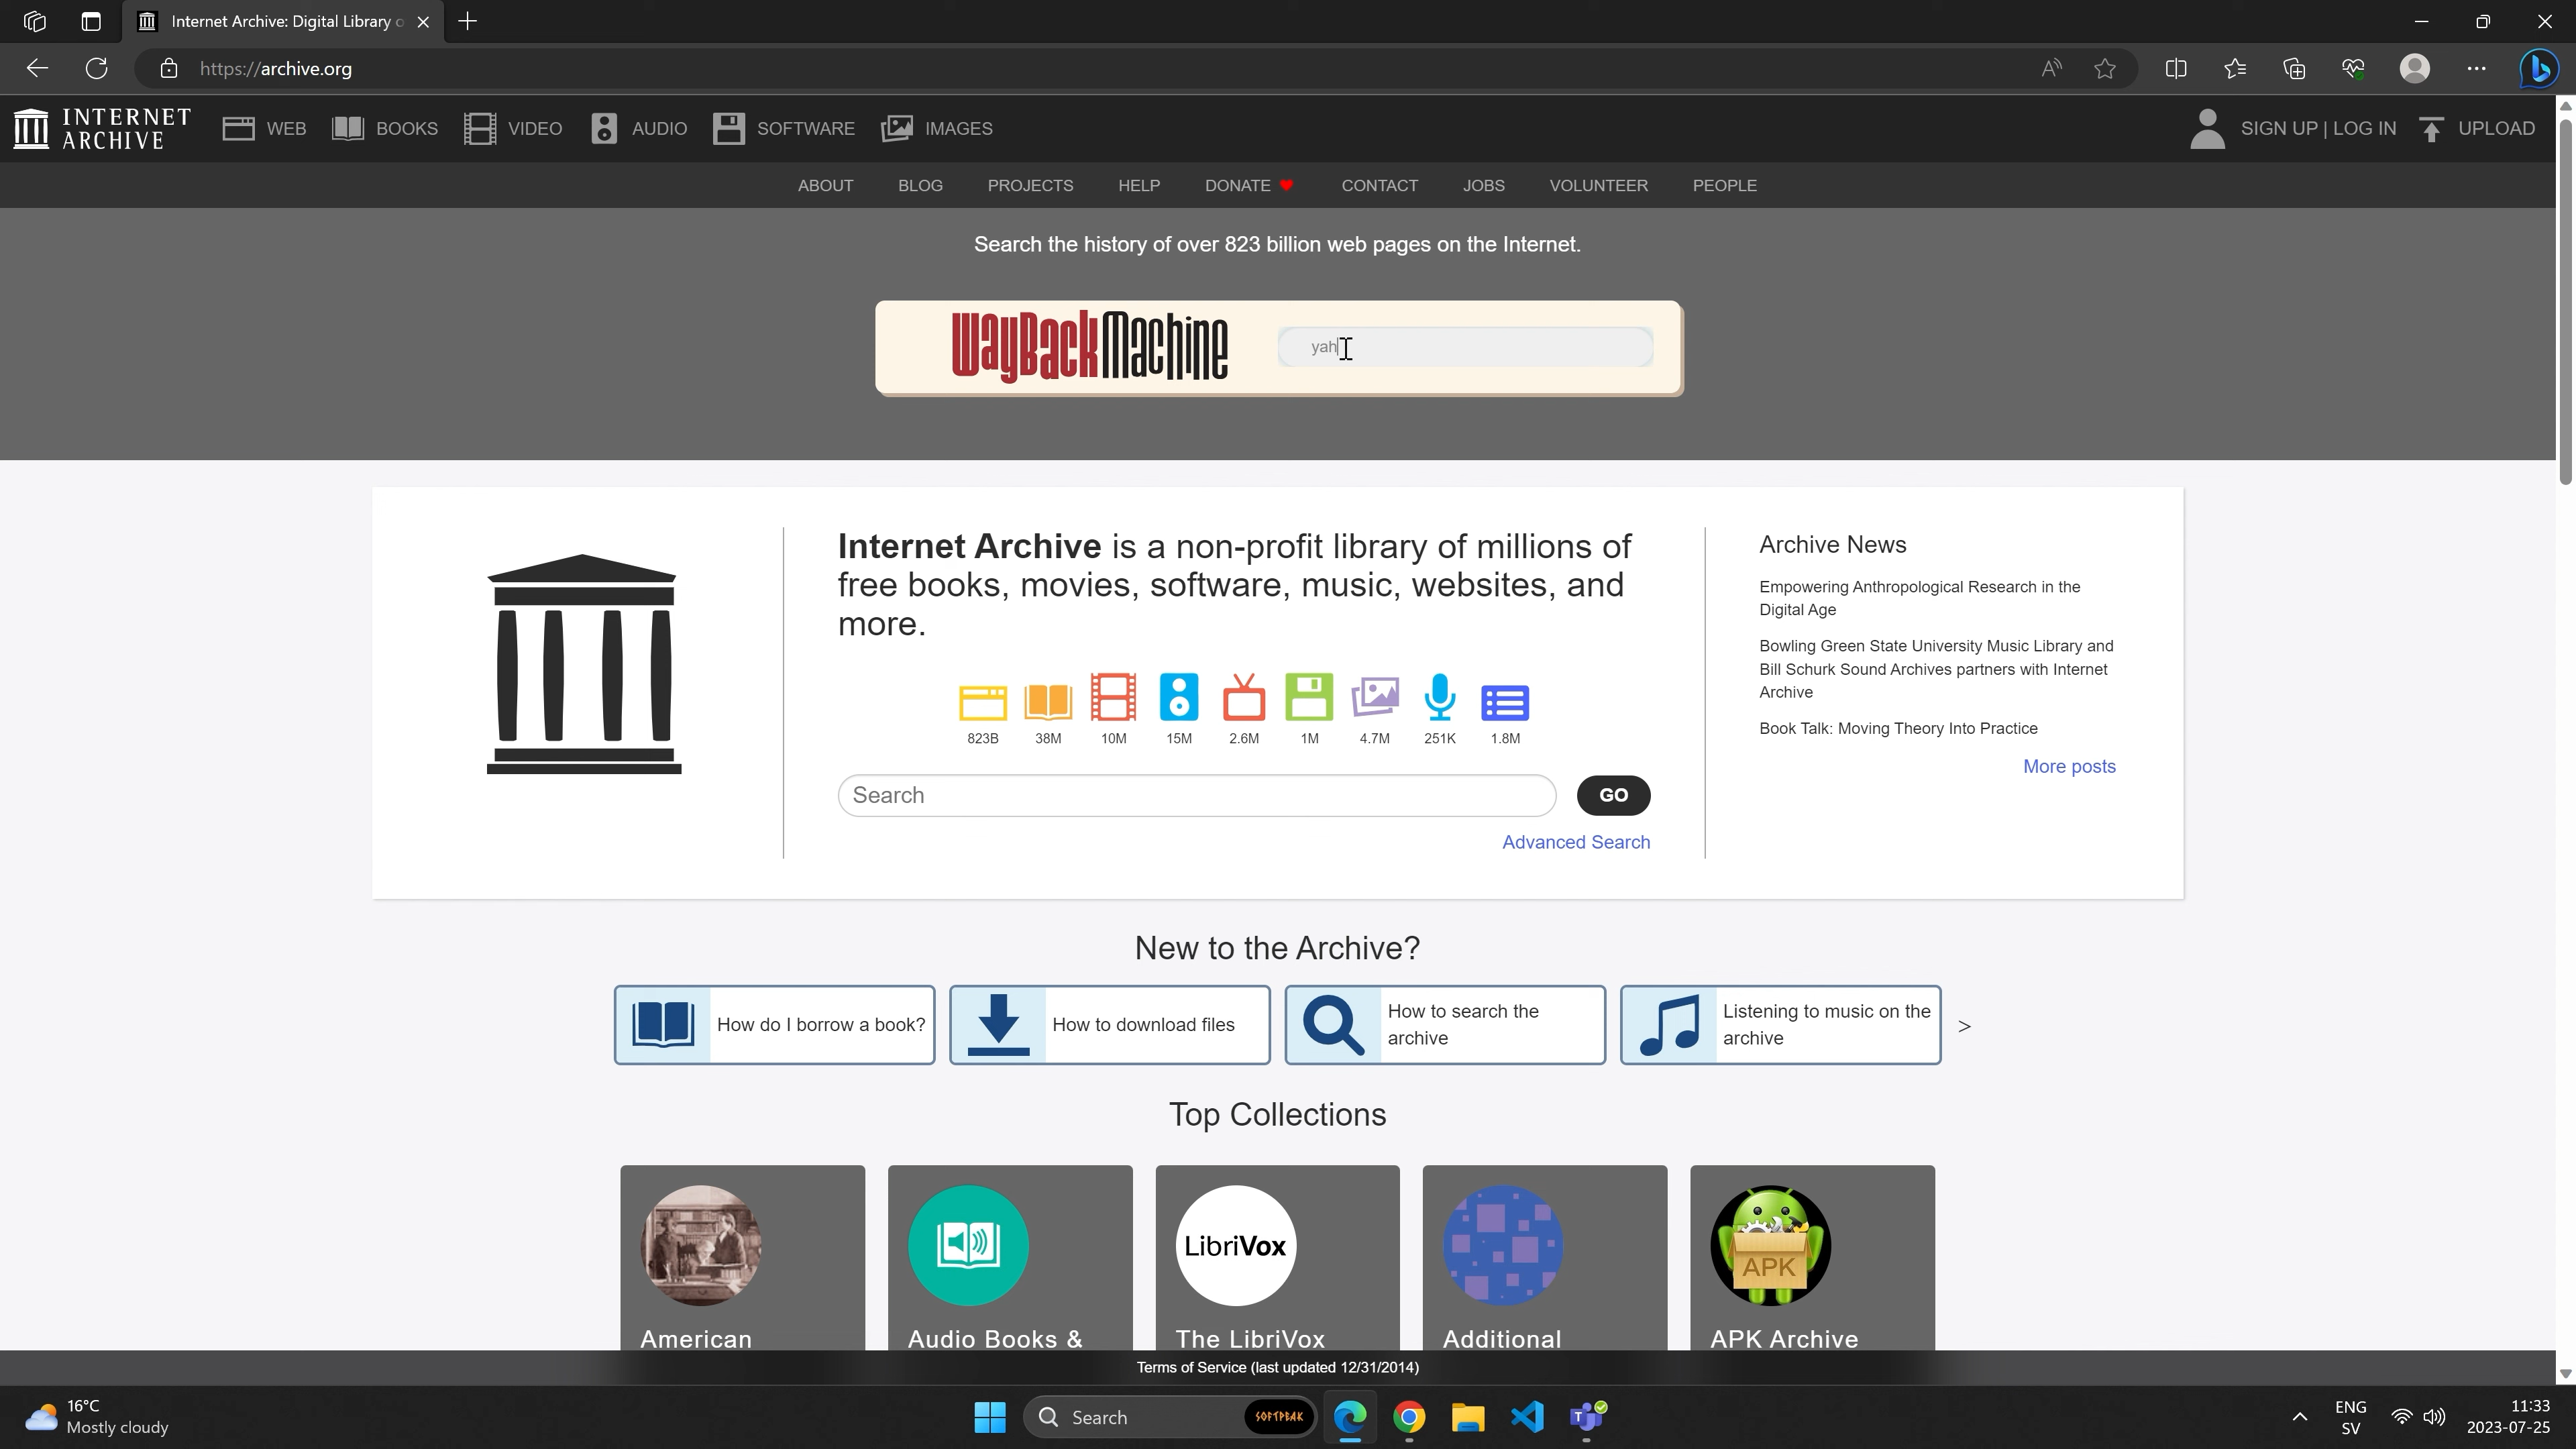 Internet Archive: Digital Library o
https://archive.org
INTERNET
ARCHIVE
WEB
BOOKS
VIDEO
AUDIO
SOFTWARE
IMAGES
SIGN UP | LOG IN
UPLOAD
ABOUT
BLOG
PROJECTS
HELP
DONATE
CONTACT
JOBS
VOLUNTEER
PEOPLE
Search the history of over 823 billion web pages on the Internet.
WayBackMachine
yah
Internet Archive is a non-profit library of millions of
free books, movies, software, music, websites, and
more.
823B
38M
10M
15M
2.6M
1M
4.7M
251K
1.8M
Search
GO
Advanced Search
Archive News
Empowering Anthropological Research in the
Digital Age
Bowling Green State University Music Library and
Bill Schurk Sound Archives partners with Internet
Archive
Book Talk: Moving Theory Into Practice
More posts
New to the Archive?
How do I borrow a book?
How to download files
How to search the
archive
Listening to music on the
archive
>
Top Collections
LibriVox
APK
American
Audio Books &
The LibriVox
Additional
APK Archive
Terms of Service (last updated 12/31/2014)
16°C
Mostly cloudy
Search
SOFTPEAK
ENG
SV
11:33
2023-07-25